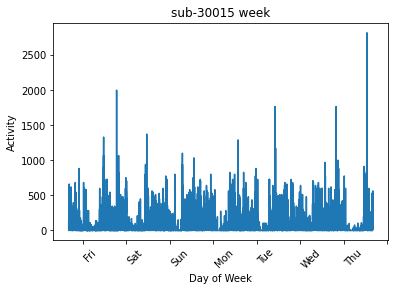 sub-30015 week
Activity
2500
2000
1500
1000
500
0
Fri
Sat
Sun
Mon
Tue
Wed
Thu
Day of Week